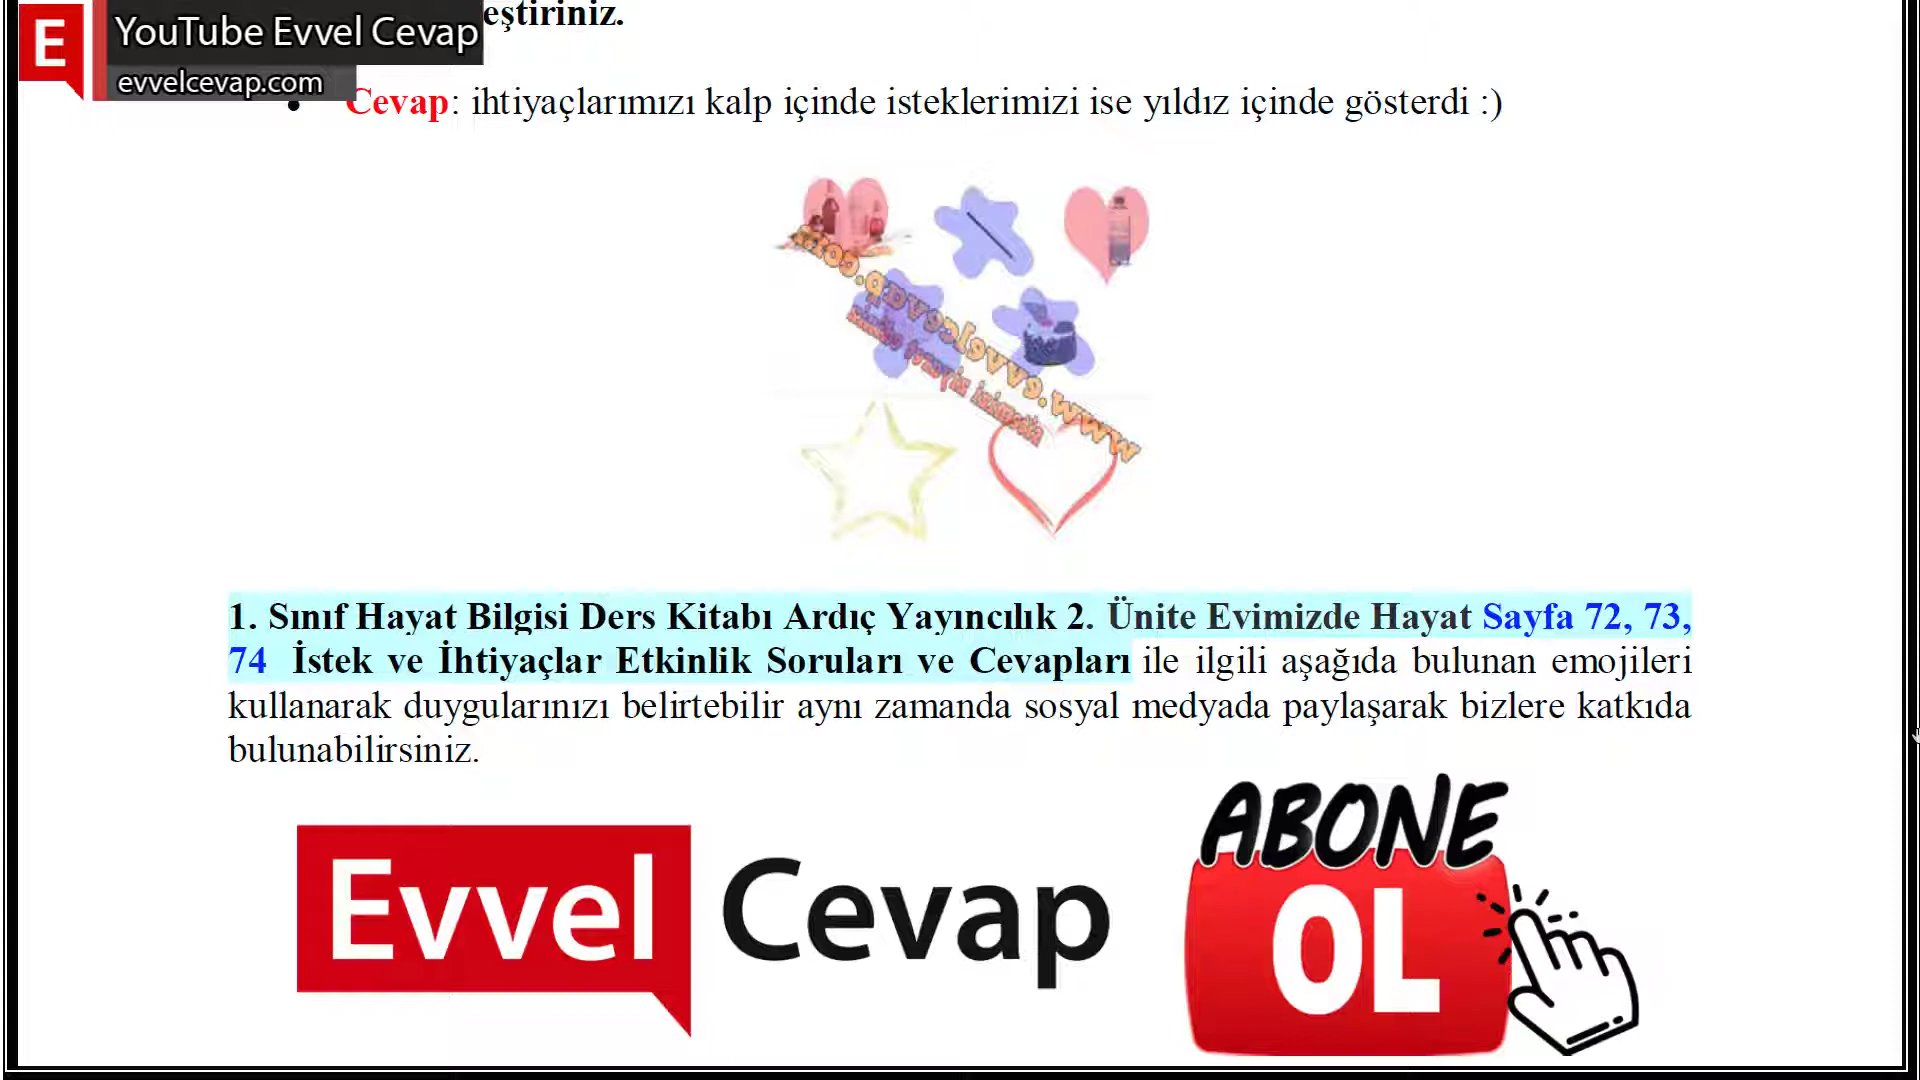 E YouTube Evvel Cevap
evvelcevap.com
eştiriniz.
• Cevap: ihtiyaçlarımızı kalp içinde isteklerimizi ise yıldız içinde gösterdi :)
www.evvelcevap.com
1. Sınıf Hayat Bilgisi Ders Kitabı Ardıç Yayıncılık 2. Ünite Evimizde Hayat Sayfa 72, 73,
74 İstek ve İhtiyaçlar Etkinlik Soruları ve Cevapları ile ilgili aşağıda bulunan emojileri
kullanarak duygularınızı belirtebilir aynı zamanda sosyal medyada paylaşarak bizlere katkıda
bulunabilirsiniz.
Evvel Cevap
ABONE
OL